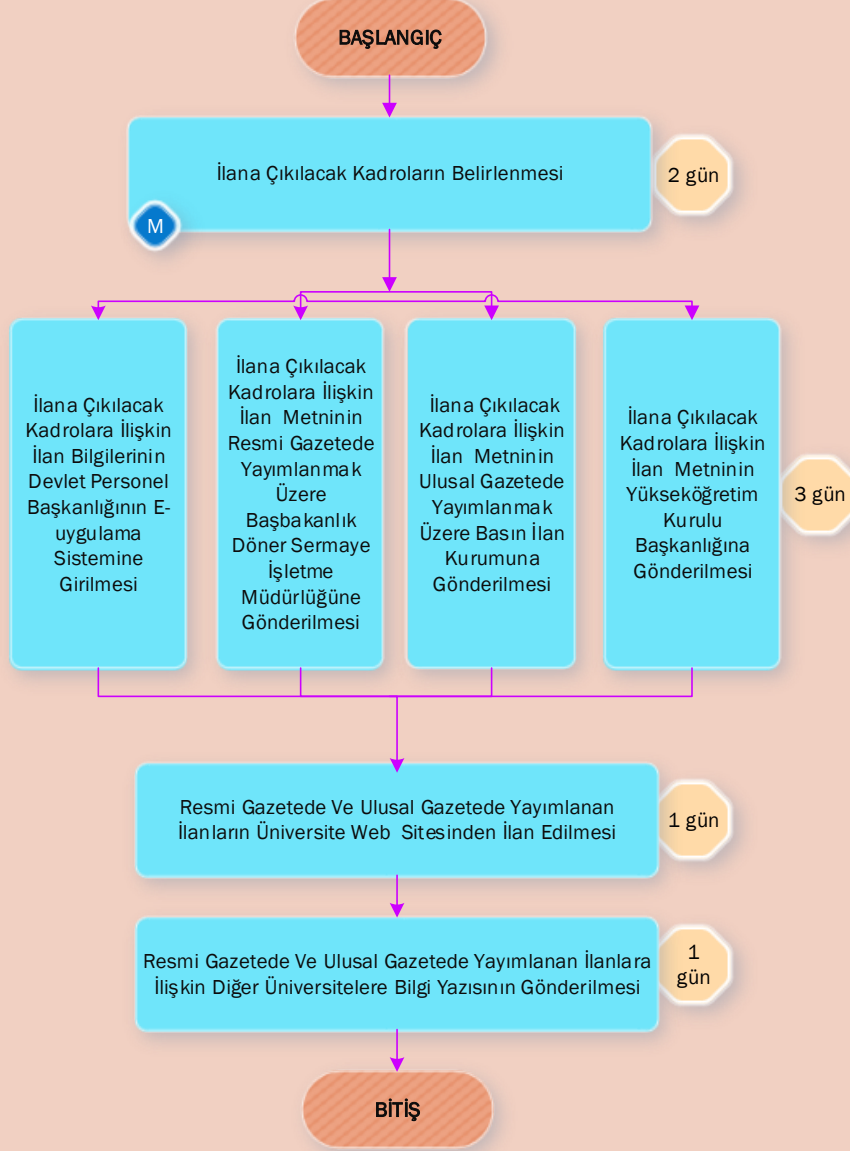 BAŞLANGIÇ
İlana Çıkılacak Kadroların Belirlenmesi
2 gün
M
İlana Çıkılacak
Kadrolara İlişkin
İlan Bilgilerinin
Devlet Personel
Başkanlığının E-
uygulama
Sistemine
Girilmesi
İlana Çıkılacak
Kadrolara İlişkin
İlan Metninin
Resmi Gazetede
Yayımlanmak
Üzere
Başbakanlık
Döner Sermaye
İşletme
Müdürlüğüne
Gönderilmesi
İlana Çıkılacak
Kadrolara İlişkin
İlan Metninin
Ulusal Gazetede
Yayımlanmak
Üzere Basın İlan
Kurumuna
Gönderilmesi
İlana Çıkılacak
Kadrolara İlişkin
İlan Metninin
Yükseköğretim
Kurulu
Başkanlığına
Gönderilmesi
3 gün
Resmi Gazetede Ve Ulusal Gazetede Yayımlanan
İlanların Üniversite Web Sitesinden İlan Edilmesi
1 gün
Resmi Gazetede Ve Ulusal Gazetede Yayımlanan İlanlara
İlişkin Diğer Üniversitelere Bilgi Yazısının Gönderilmesi
1
gün
BİTİŞ